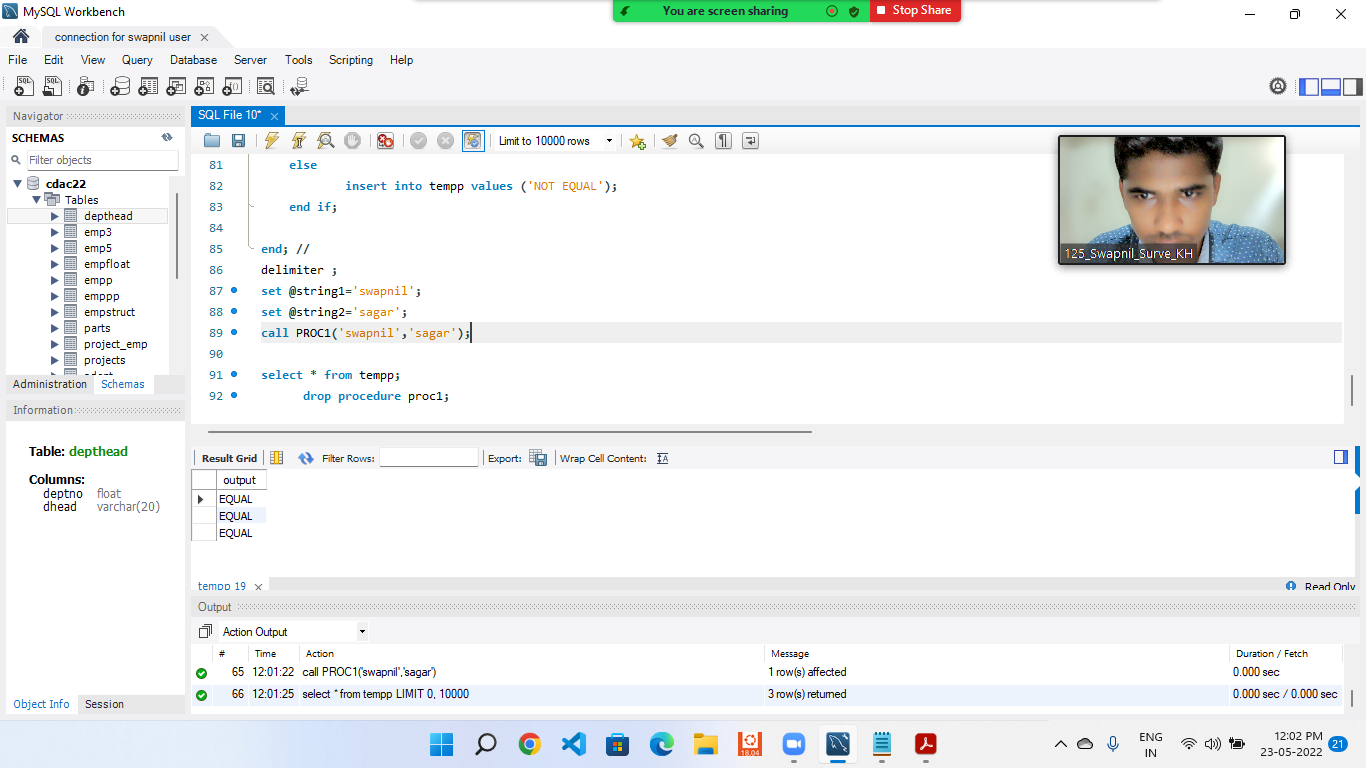 MySQL Workbench
You are screen sharing
Stop Share
connection for swapnil user
File Edit View Query Database Server Tools Scripting Help
Navigator
SCHEMAS
Filter objects
cdac22
Tables
depthead
emp3
emp5
empfloat
empp
emppp
empstruct
parts
project_emp
projects
Administration Schemas
Information
Table: depthead
Columns:
deptno float
dhead varchar(20)
Object Info Session
SQL File 10*
Limit to 10000 rows
81 else
82 insert into tempp values ('NOT EQUAL');
83 end if;
84
85 end; //
86 delimiter ;
87 set @string1='swapnil';
88 set @string2='sagar';
89 call PROC1('swapnil','sagar');
90
91 select * from tempp;
92 drop procedure proc1;
125_Swapnil_Surve_KH
Result Grid Filter Rows: Export: Wrap Cell Content:
output
EQUAL
EQUAL
EQUAL
tempp 19
Read Only
Output
Action Output
# Time Action Message Duration / Fetch
65 12:01:22 call PROC1('swapnil','sagar') 1 row(s) affected 0.000 sec
66 12:01:25 select * from tempp LIMIT 0, 10000 3 row(s) returned 0.000 sec / 0.000 sec
18.04
ENG
IN
12:02 PM
23-05-2022
21